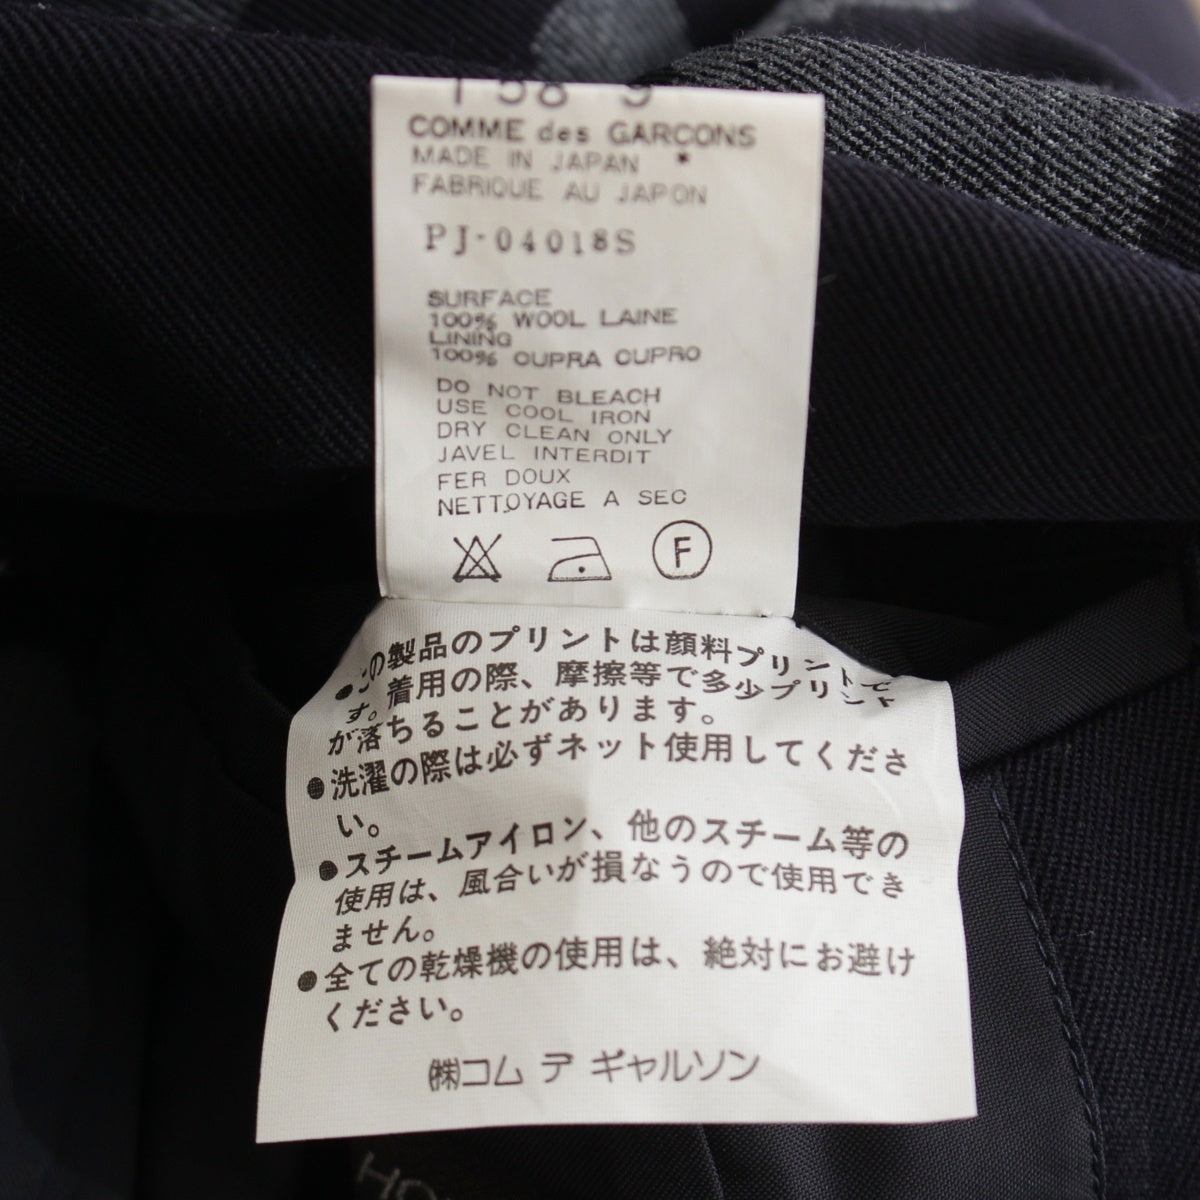 COMME des GARÇONS
MADE IN JAPAN
FABRIQUE AU JAPON
PJ-04018S
SURFACE
100% WOOL LAINE
LINING
100% CUPRA CUPRO
DO NOT BLEACH
USE COOL IRON
DRY CLEAN ONLY
JAVEL INTERDIT
FER DOUX
NETTOYAGE A SEC
F
●この製品のプリントは顔料プリントで
す。着用の際、摩擦等で多少プリント
が落ちることがあります。
●洗濯の際は必ずネット使用してくださ
い。
●スチームアイロン、他のスチーム等の
使用は、風合いが損なうので使用でき
ません。
●全ての乾燥機の使用は、絶対にお避け
ください。
㈱コム デ ギャルソン